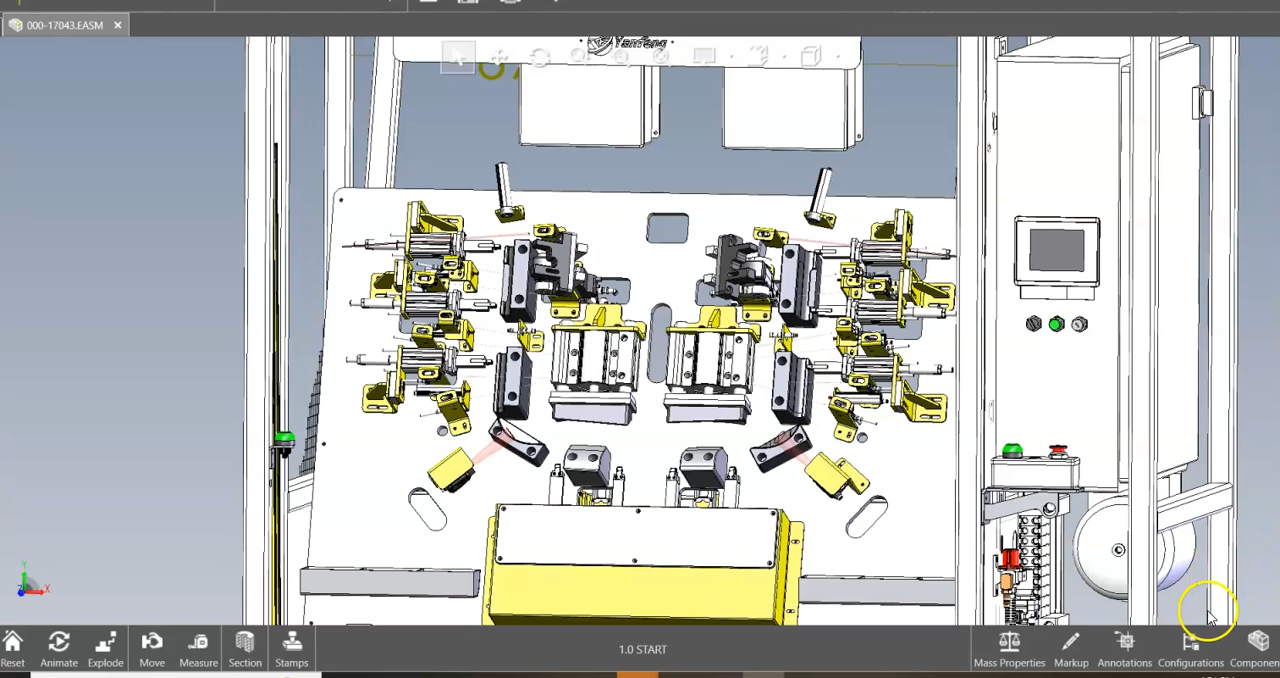 000-17043.EASM
Yanfeng
Reset
Animate
Explode
Move
Measure
Section
Stamps
1.0 START
Mass Properties
Markup
Annotations
Configurations